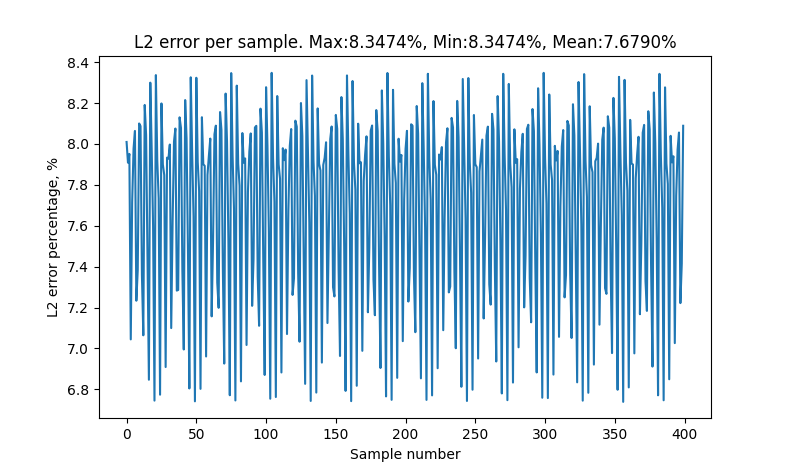 L2 error per sample. Max:8.3474%, Min:8.3474%, Mean:7.6790%
8.4
8.2
8.0
7.8
7.6
7.4
7.2
7.0
6.8
L2 error percentage, %
0 50 100 150 200 250 300 350 400
Sample number